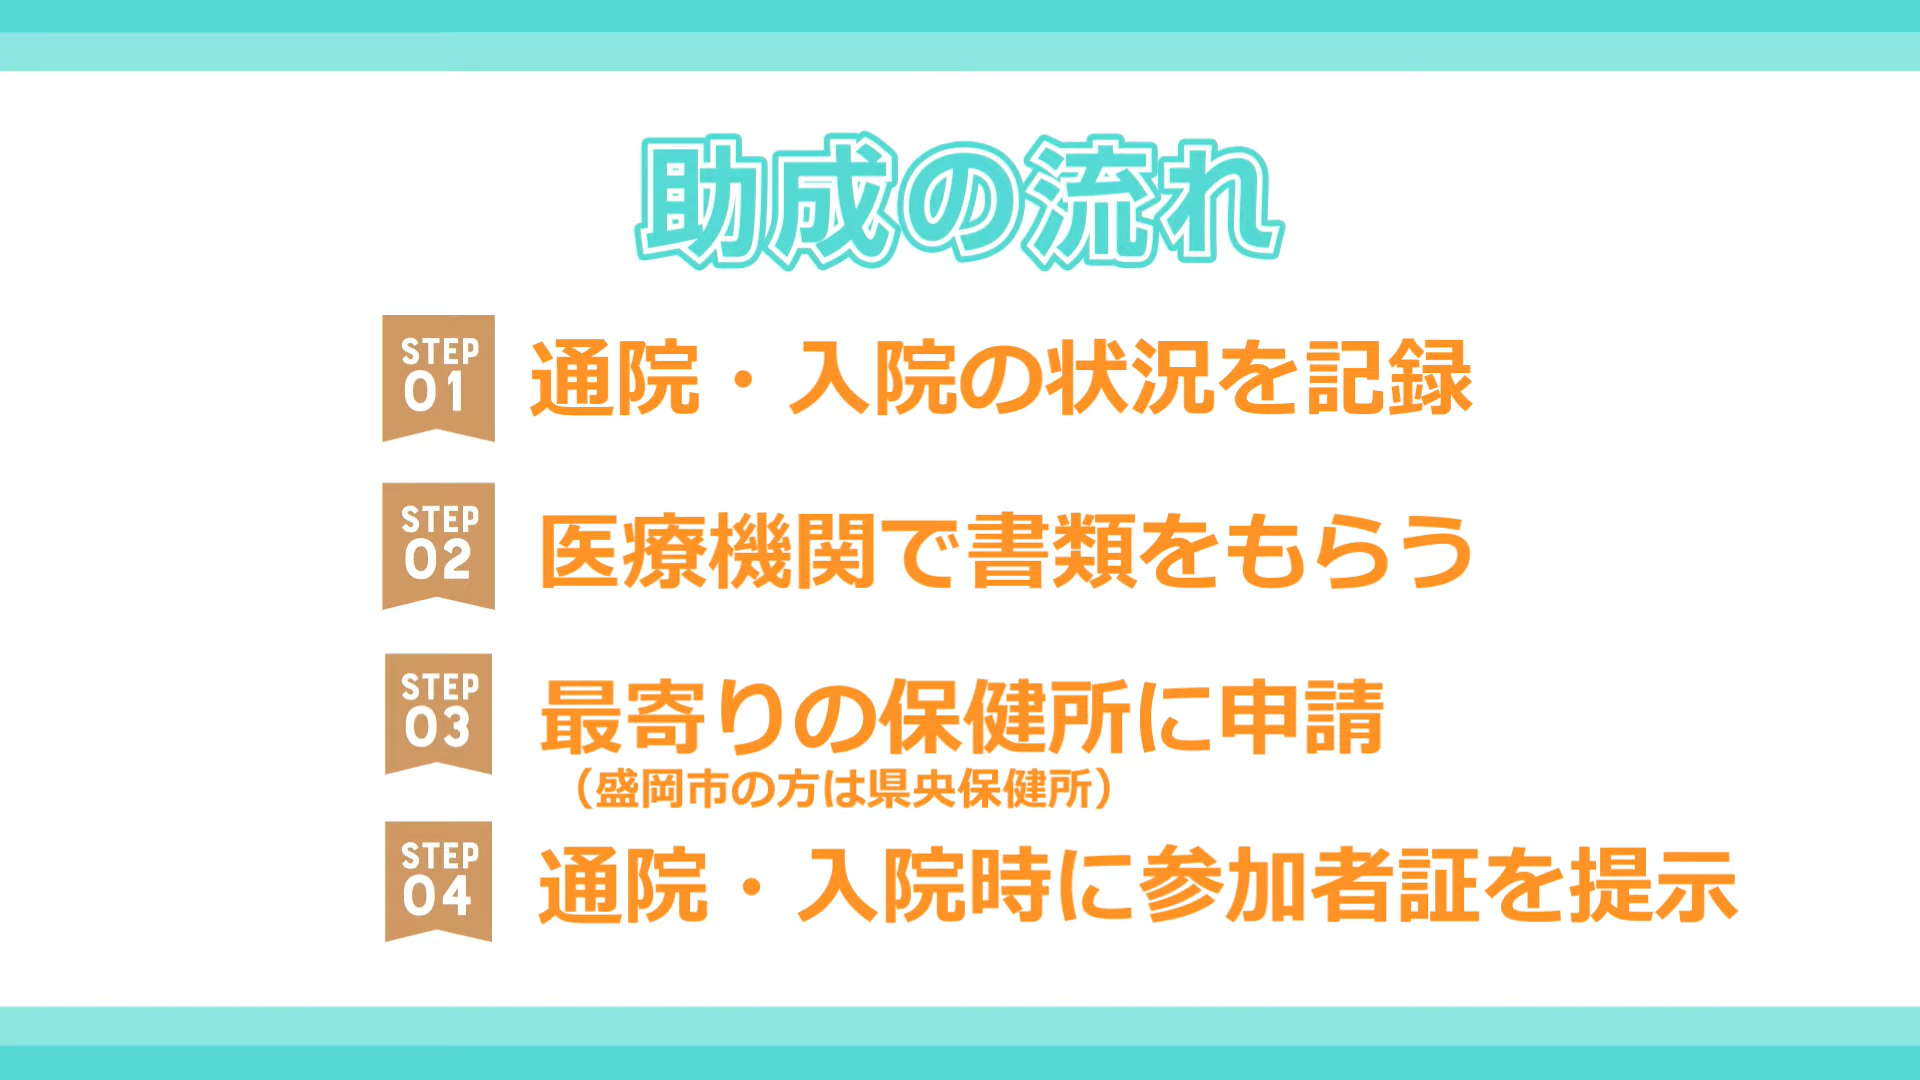 助成の流れ
STEP
01
通院・入院の状況を記録
STEP
02
医療機関で書類をもらう
STEP
03
最寄りの保健所に申請
（盛岡市の方は県央保健所）
STEP
04
通院・入院時に参加者証を提示